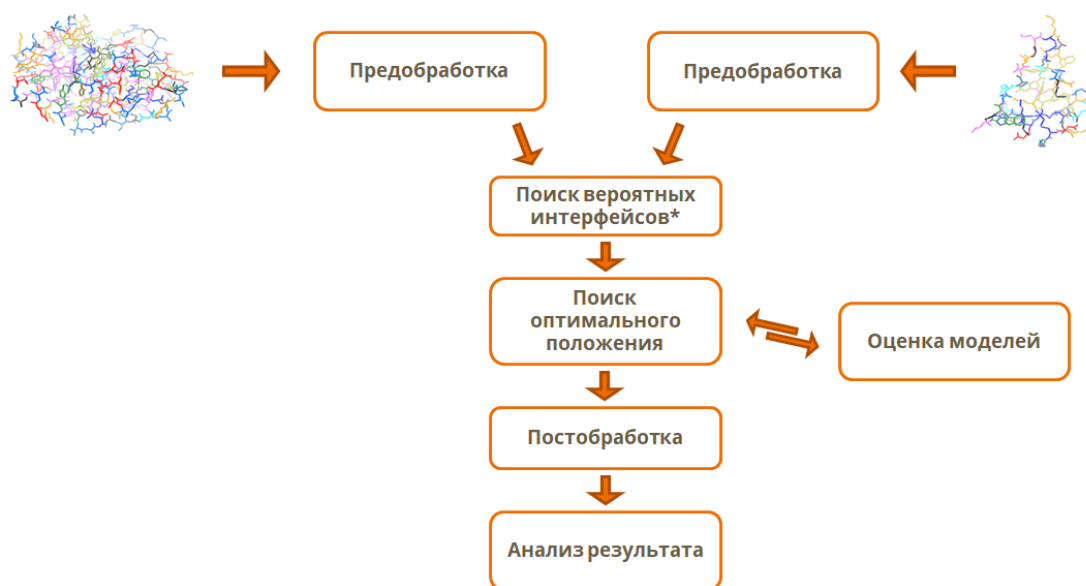 Предобработка
Предобработка
Поиск вероятных
интерфейсов*
Поиск
оптимального
положения
Оценка моделей
Постобработка
Анализ результата